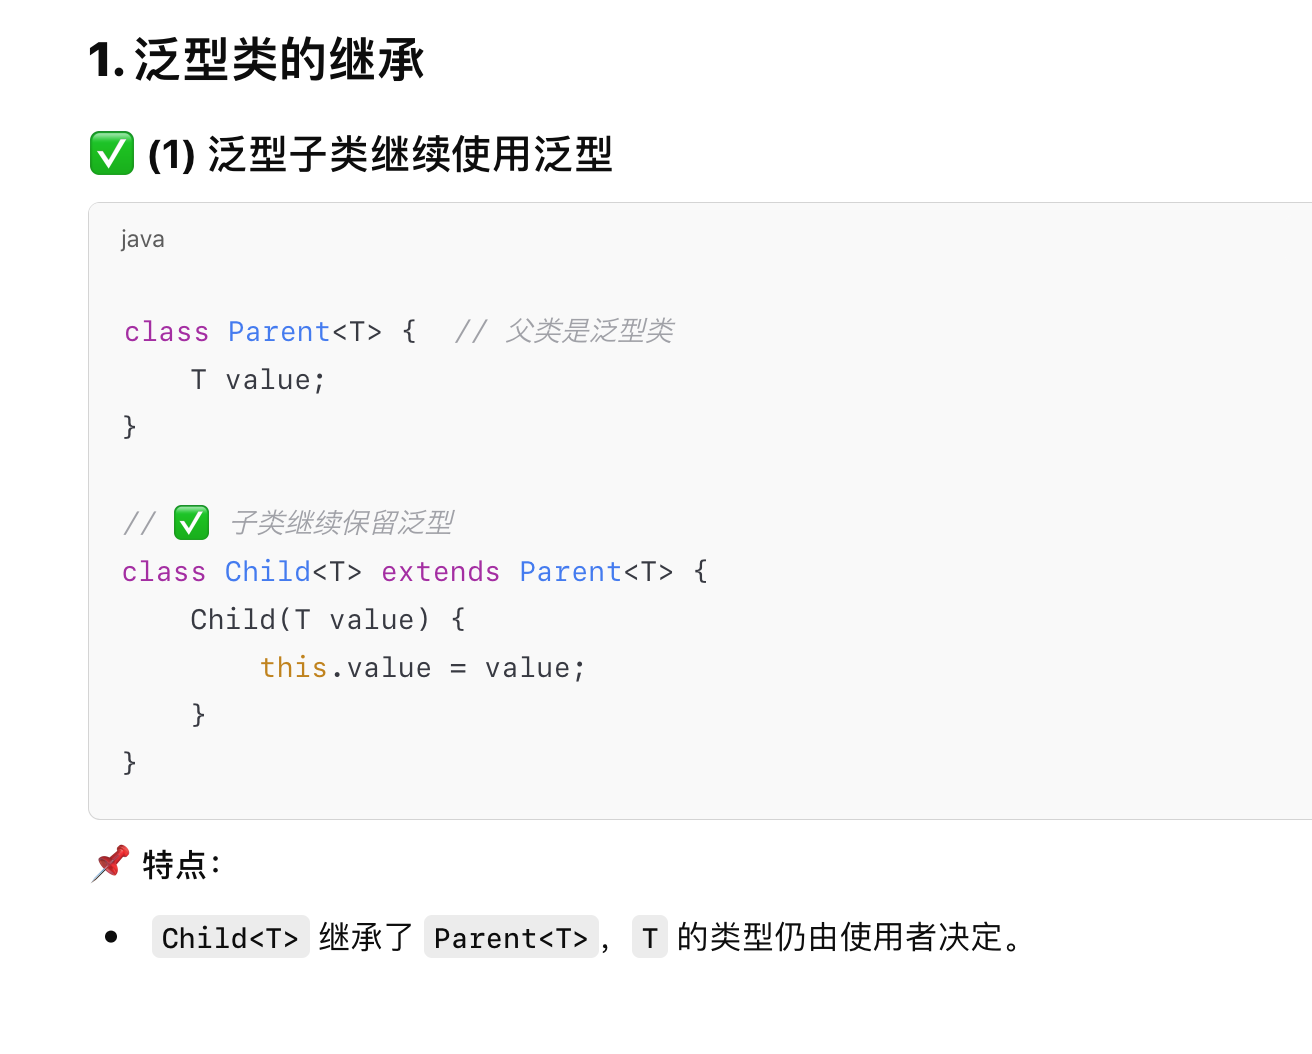 1. 泛型类的继承
✅ (1) 泛型子类继续使用泛型
java
class Parent<T> {  // 父类是泛型类
    T value;
}
// ✅ 子类继续保留泛型
class Child<T> extends Parent<T> {
    Child(T value) {
        this.value = value;
    }
}
📌 特点：
• Child<T> 继承了 Parent<T>，T 的类型仍由使用者决定。